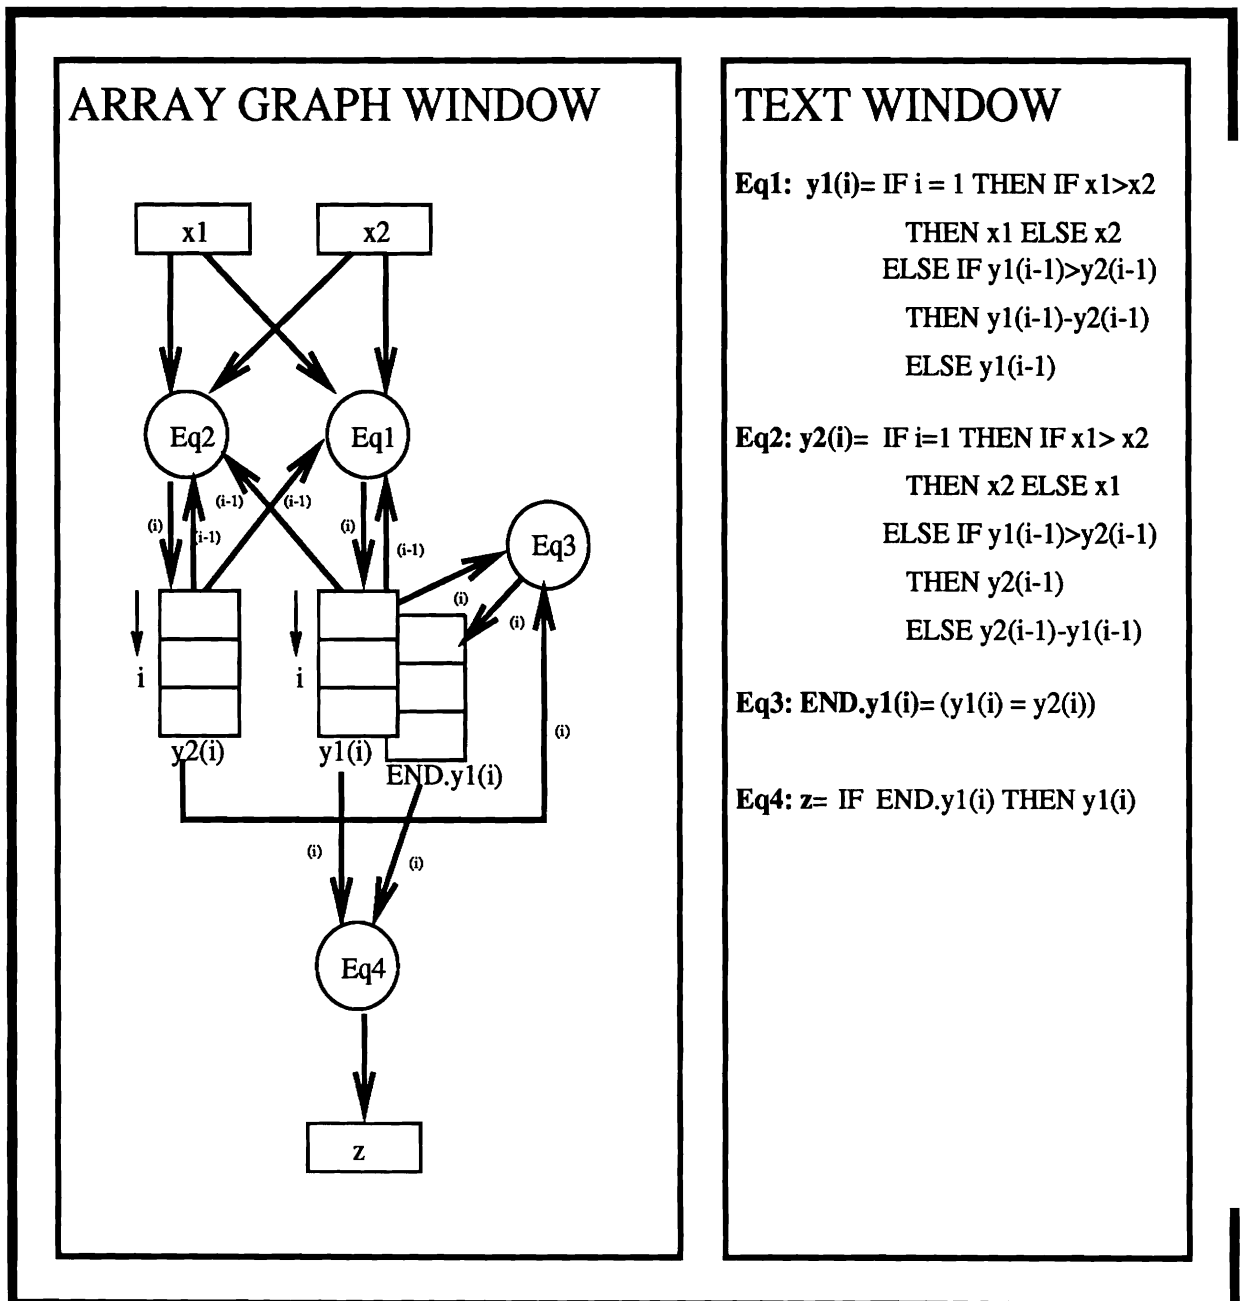 ARRAY GRAPH WINDOW
x1 x2
Eq2 Eq1
(i-1) (i-1)
(i) (i-1) (i) (i-1)
Eq3
(i) (i)
i i
(i)
y2(i) y1(i) END.y1(i)
(i) (i)
Eq4
z
TEXT WINDOW
Eq1: y1(i)= IF i = 1 THEN IF x1>x2
THEN x1 ELSE x2
ELSE IF y1(i-1)>y2(i-1)
THEN y1(i-1)-y2(i-1)
ELSE y1(i-1)
Eq2: y2(i)= IF i=1 THEN IF x1> x2
THEN x2 ELSE x1
ELSE IF y1(i-1)>y2(i-1)
THEN y2(i-1)
ELSE y2(i-1)-y1(i-1)
Eq3: END.y1(i)= (y1(i) = y2(i))
Eq4: z= IF END.y1(i) THEN y1(i)